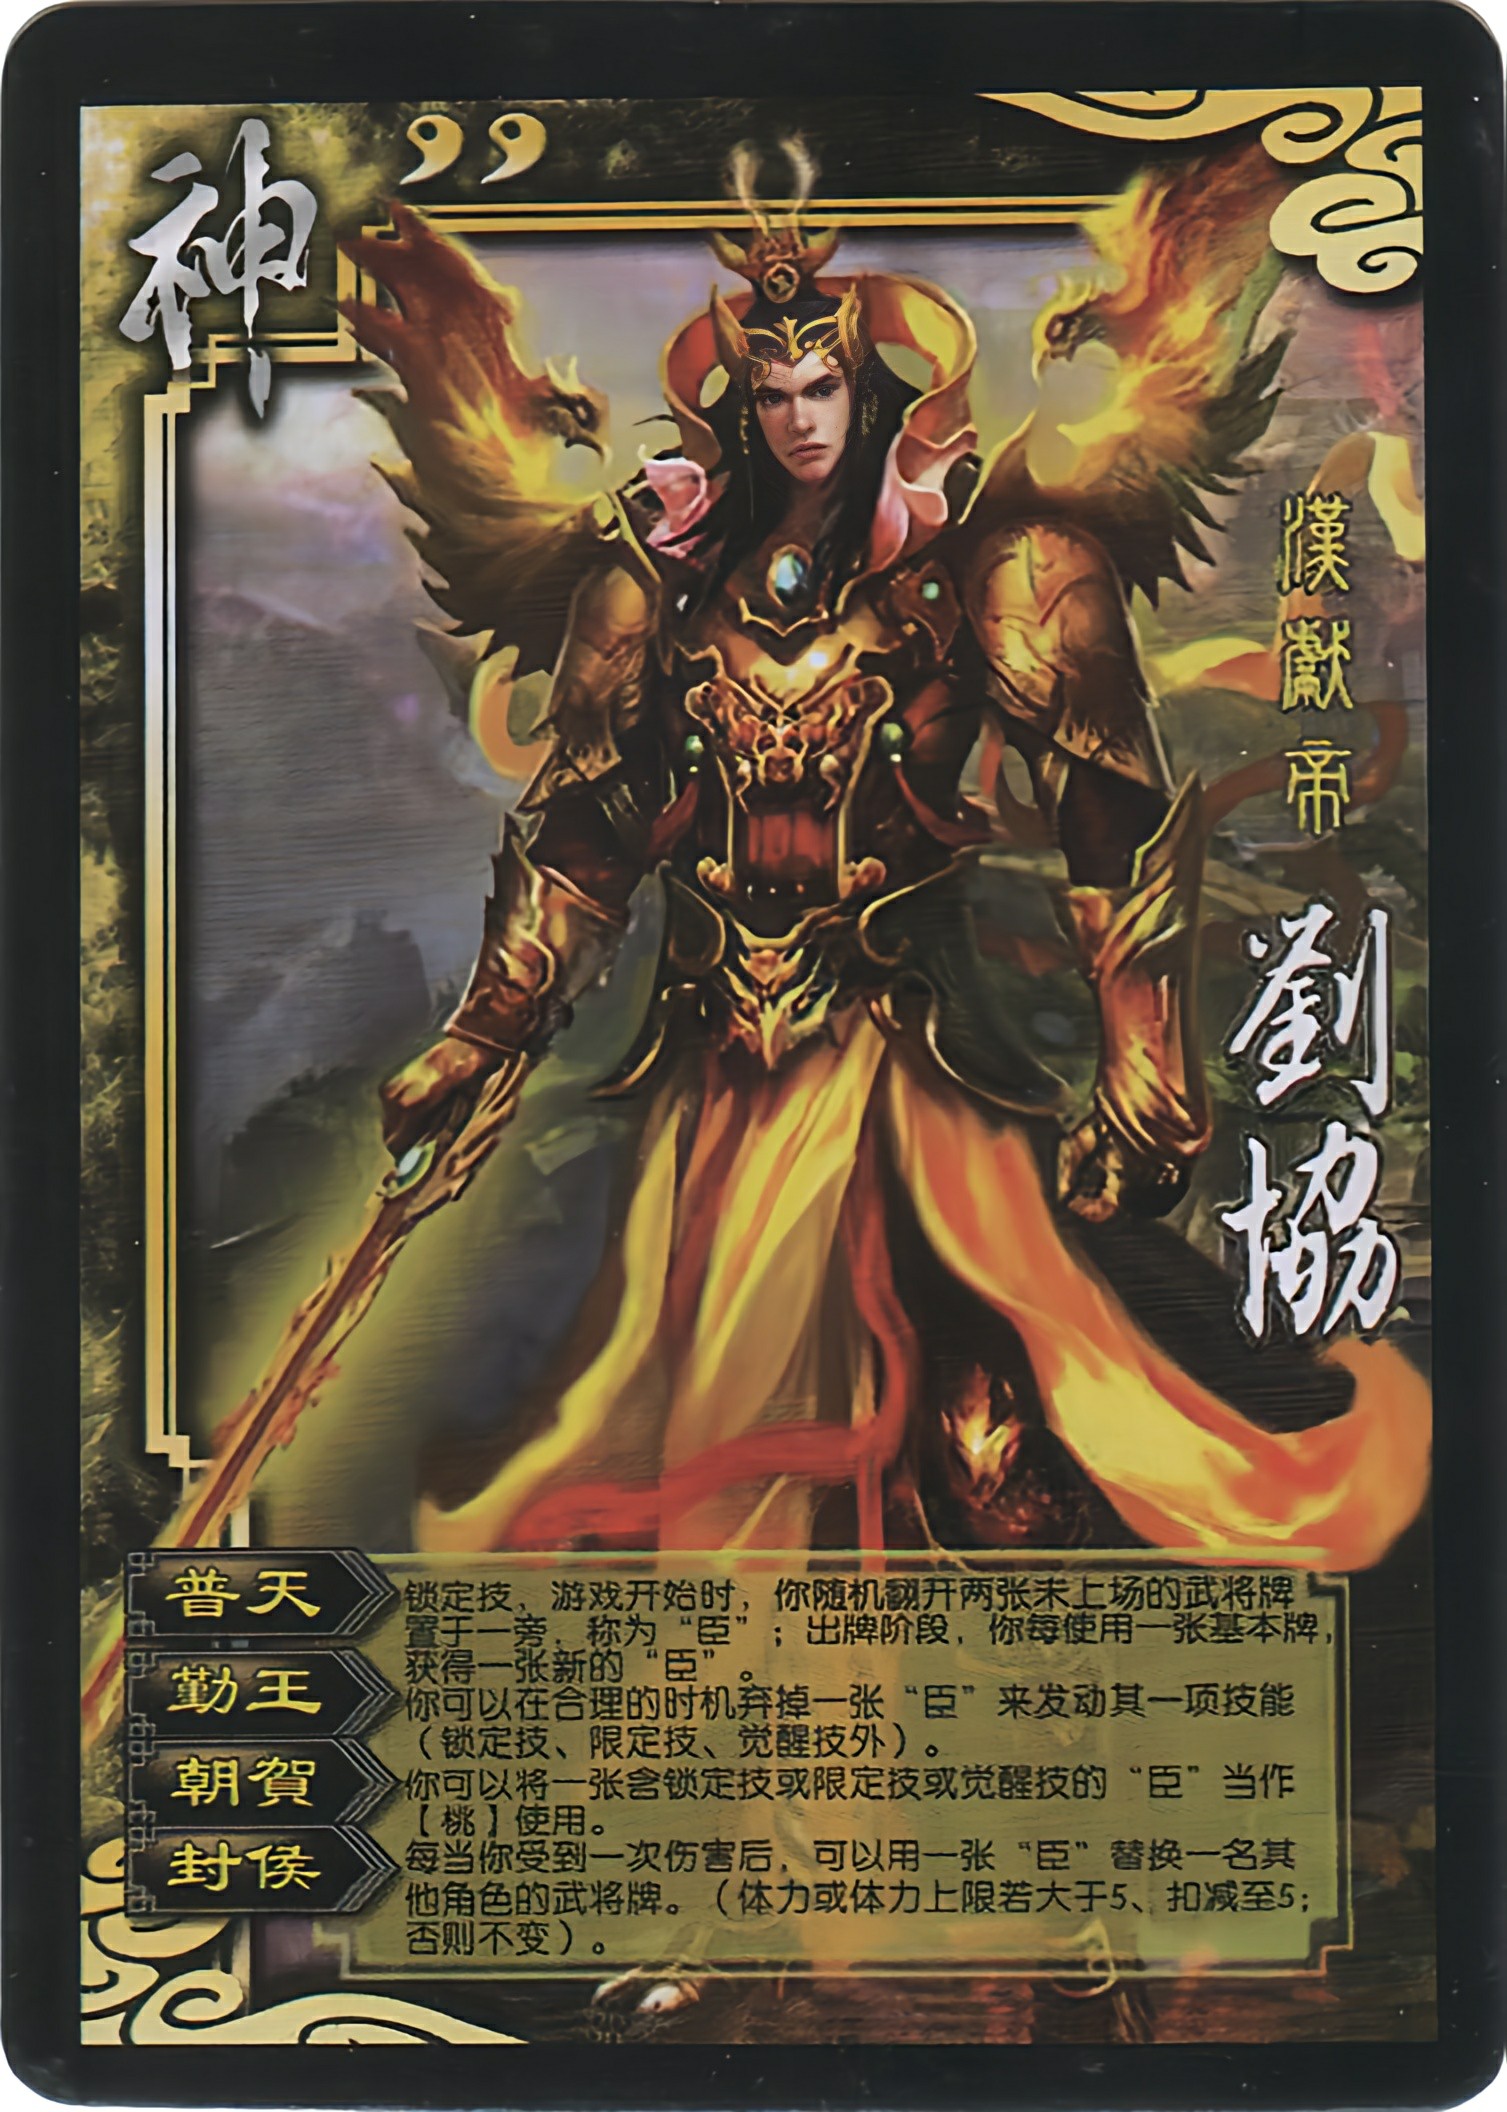 神
漢獻帝
劉協
普天
锁定技，游戏开始时，你随机翻开两张未上场的武将牌
置于一旁，称为“臣”；出牌阶段，你每使用一张基本牌，
获得一张新的“臣”。
勤王
你可以在合理的时机弃掉一张“臣”来发动其一项技能
（锁定技、限定技、觉醒技外）。
朝賀
你可以将一张含锁定技或限定技或觉醒技的“臣”当作
【桃】使用。
封侯
每当你受到一次伤害后，可以用一张“臣”替换一名其
他角色的武将牌。（体力或体力上限若大于5、扣减至5；
否则不变）。